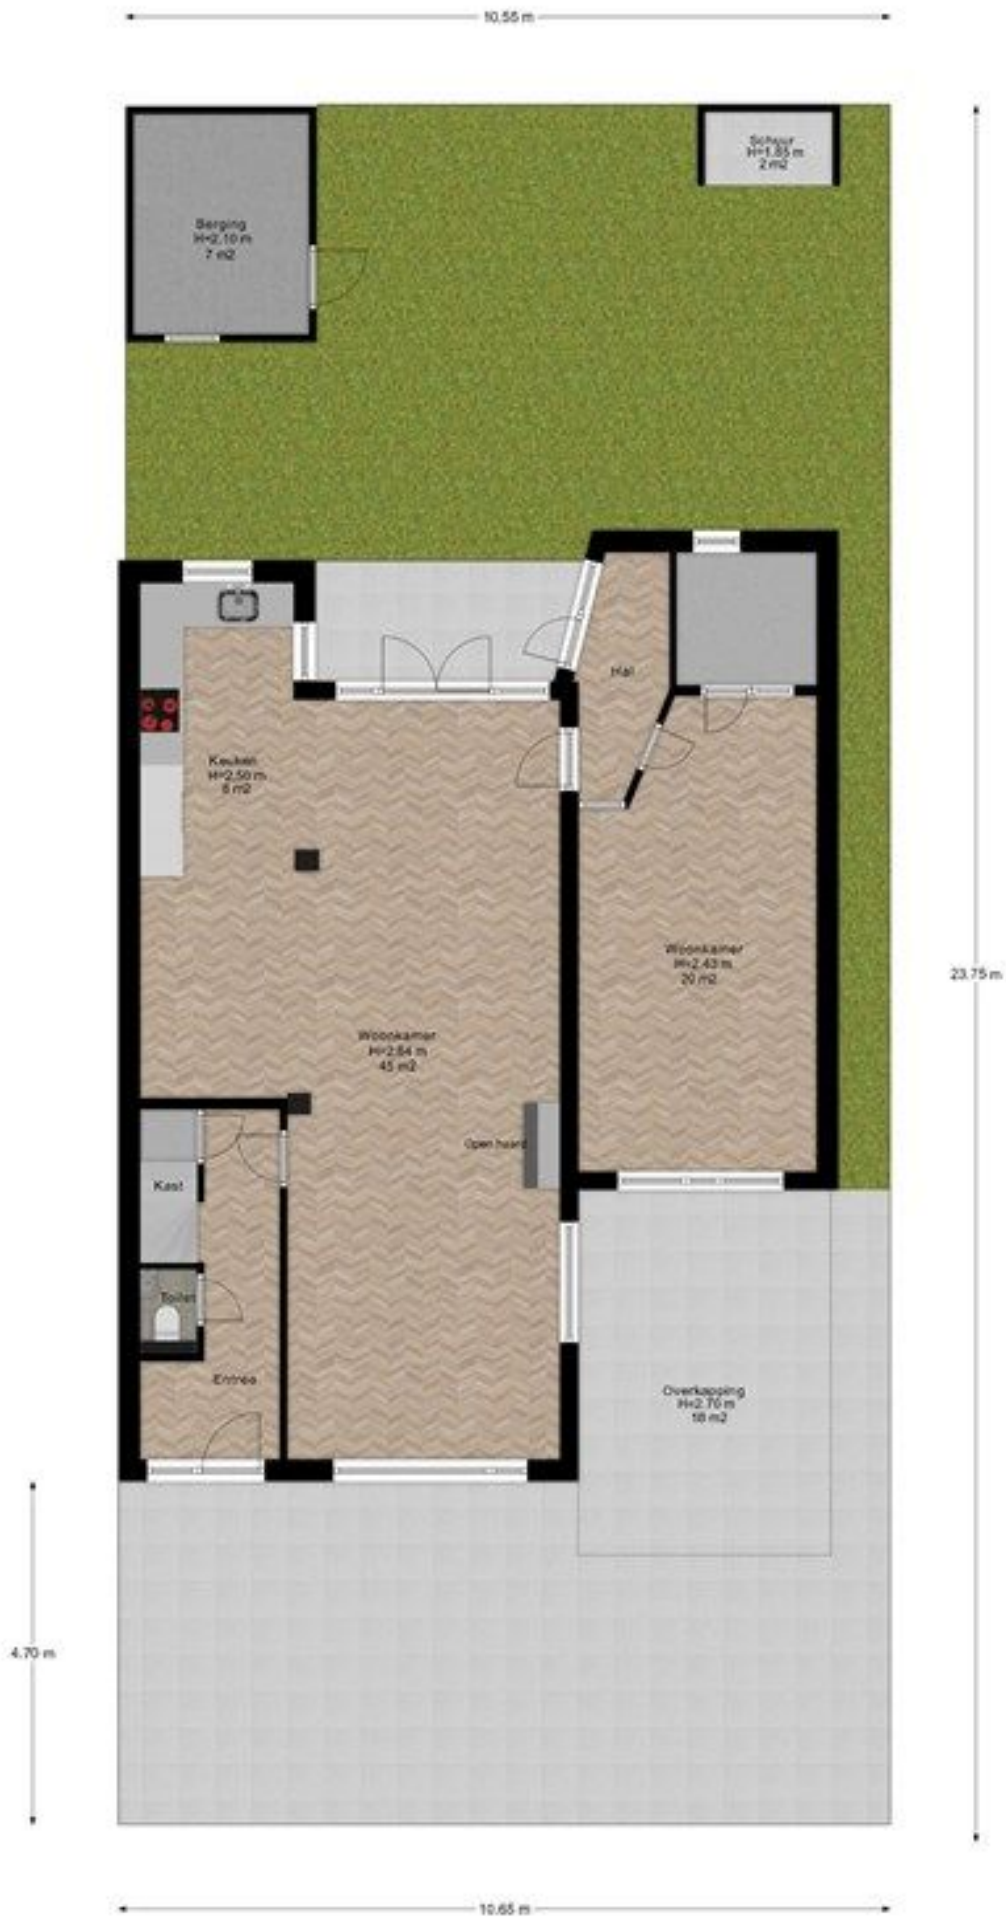 10.55 m
Schuur
H=1.85 m
2 m2
Berging
H=2.10 m
7 m2
Hal
Keuken
H=2.50 m
6 m2
Woonkamer
H=2.43 m
20 m2
23.75 m
Woonkamer
H=2.64 m
45 m2
Open haard
Kast
Toilet
Entree
Overkapping
H=2.70 m
18 m2
4.70 m
10.65 m